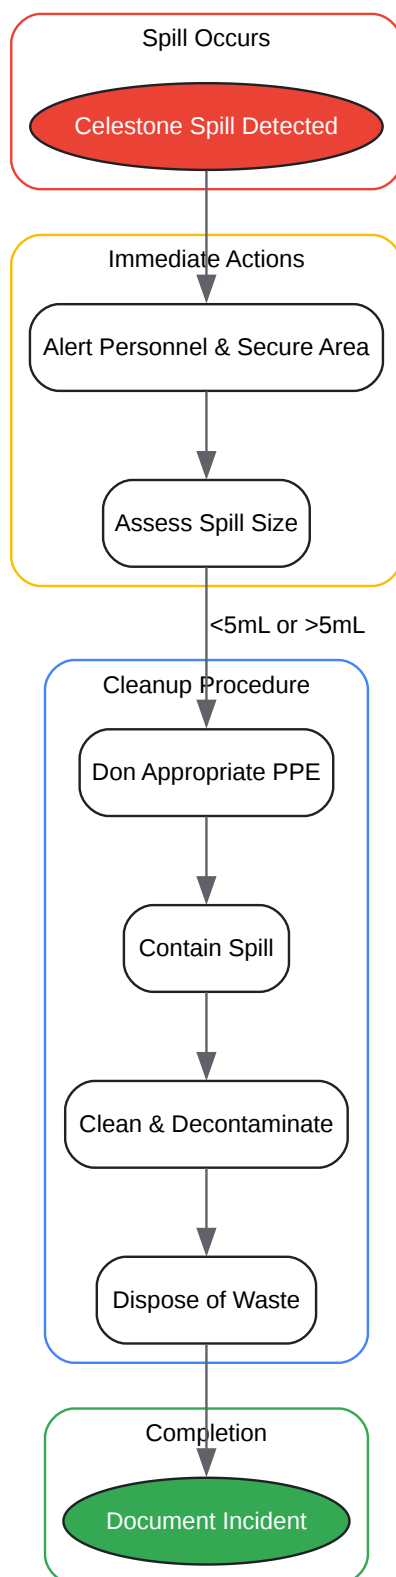 Spill Occurs
Celestone Spill Detected
Immediate Actions
Alert Personnel & Secure Area
Assess Spill Size
<5mL or >5mL
Cleanup Procedure
Don Appropriate PPE
Contain Spill
Clean & Decontaminate
Dispose of Waste
Completion
Document Incident